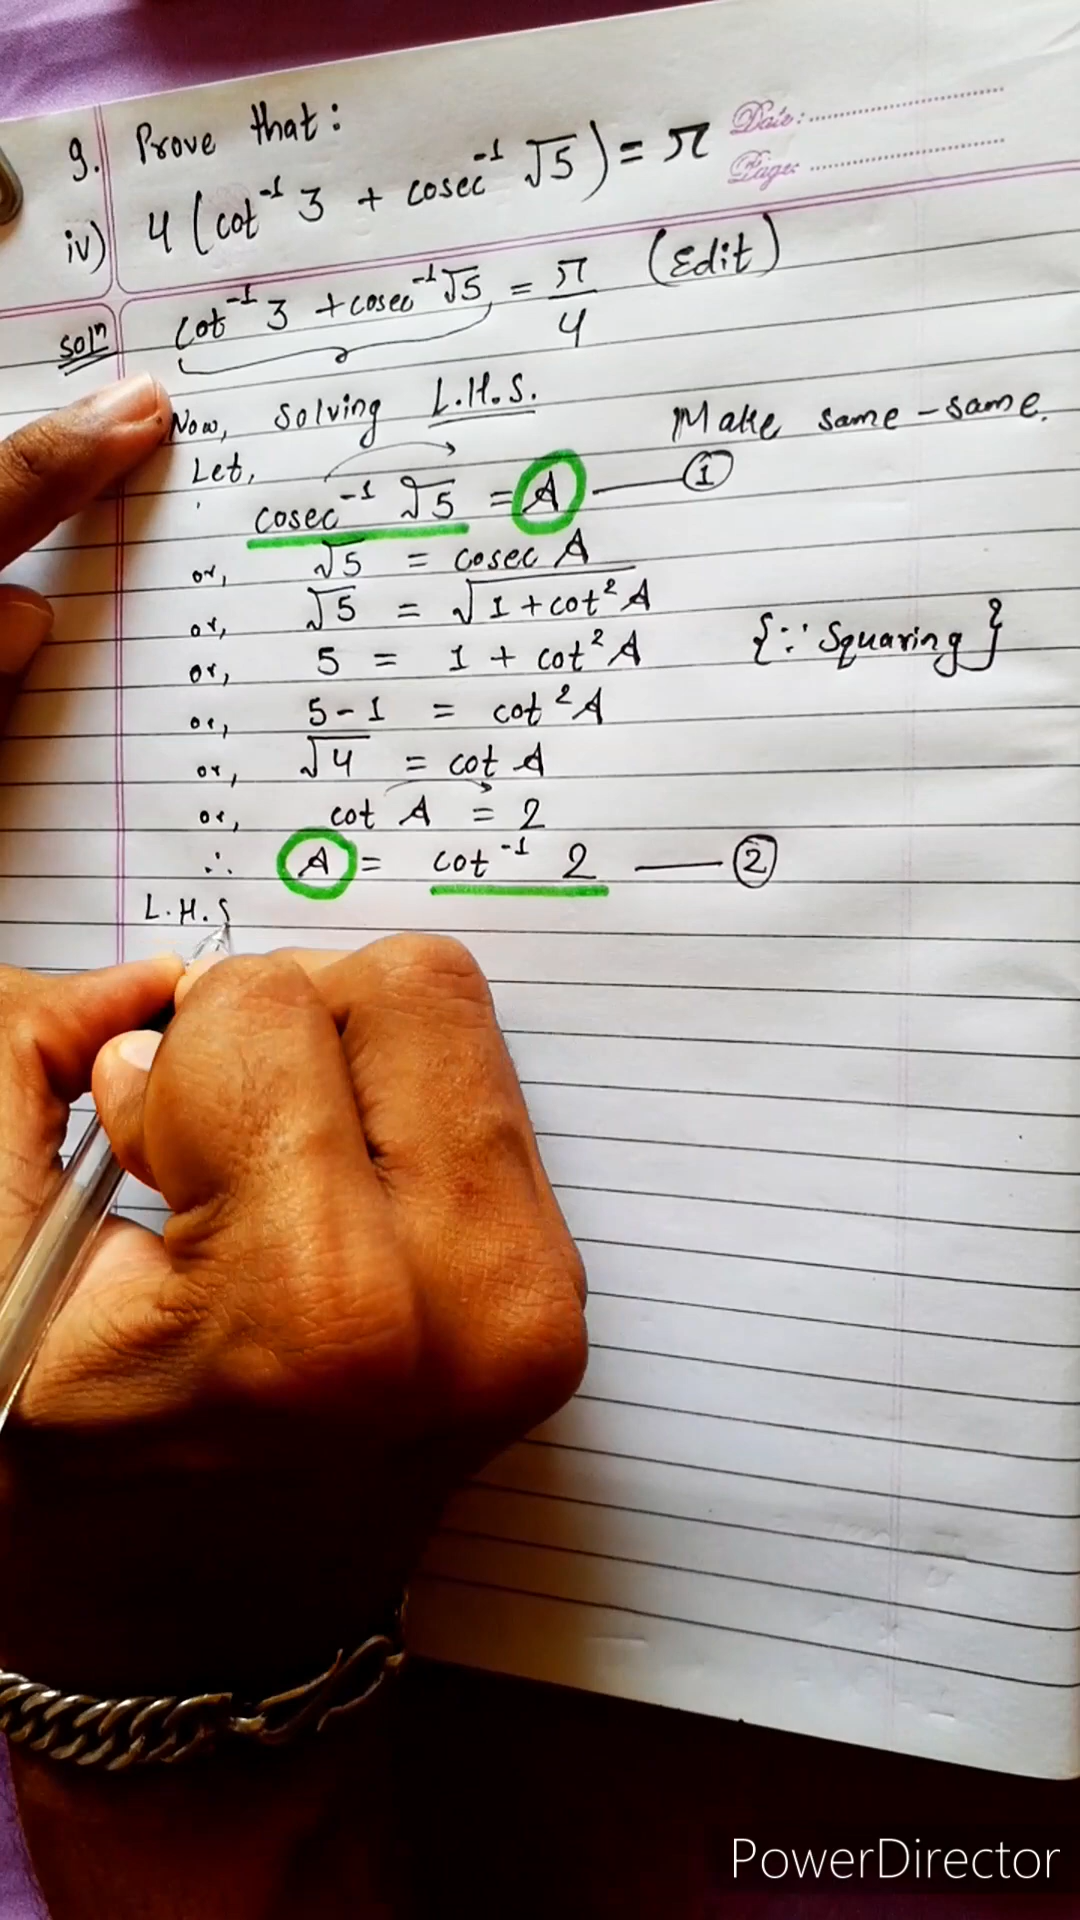 9. Prove that:
Date:
Page:
iv) 4 (cot⁻¹ 3 + cosec⁻¹ √5) = π
Solⁿ cot⁻¹ 3 + cosec⁻¹ √5 = π/4 (Edit)
Now, Solving L.H.S.
Make same-same.
Let,
cosec⁻¹ √5 = A —— ①
or, √5 = cosec A
or, √5 = √(1 + cot² A)
or, 5 = 1 + cot² A {∵ Squaring}
or, 5 - 1 = cot² A
or, √4 = cot A
or, cot A = 2
∴ A = cot⁻¹ 2 —— ②
L.H.S
PowerDirector